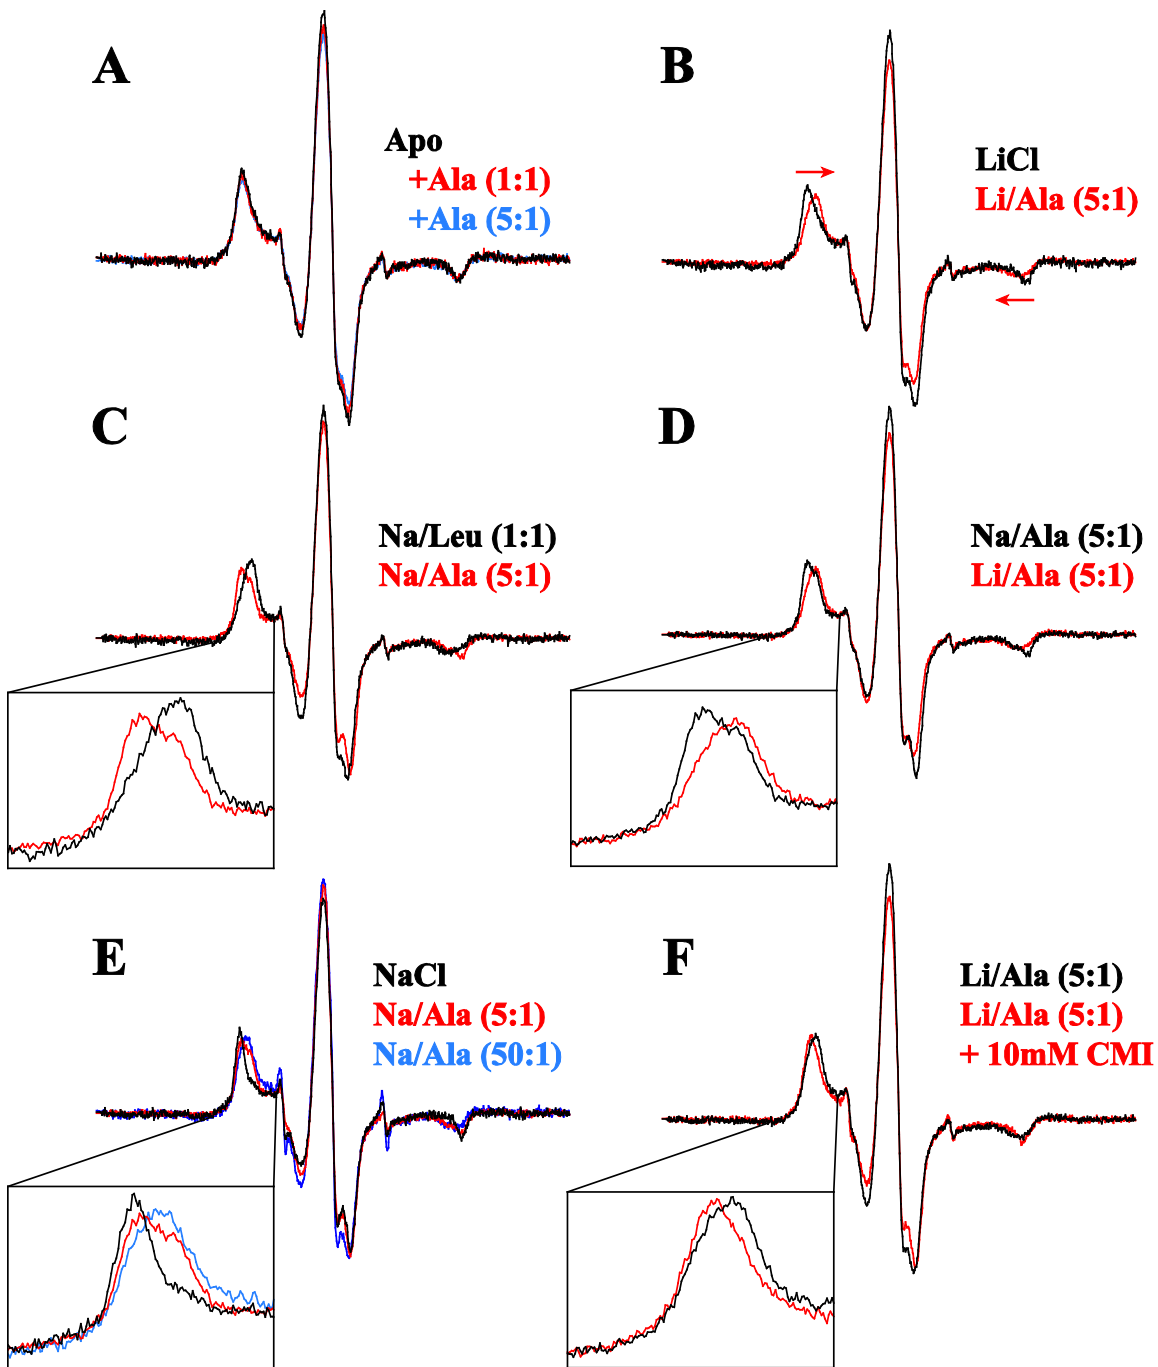 A
Apo
+Ala (1:1)
+Ala (5:1)
B
LiCl
Li/Ala (5:1)
C
Na/Leu (1:1)
Na/Ala (5:1)
D
Na/Ala (5:1)
Li/Ala (5:1)
E
NaCl
Na/Ala (5:1)
Na/Ala (50:1)
F
Li/Ala (5:1)
Li/Ala (5:1)
+ 10mM CMI